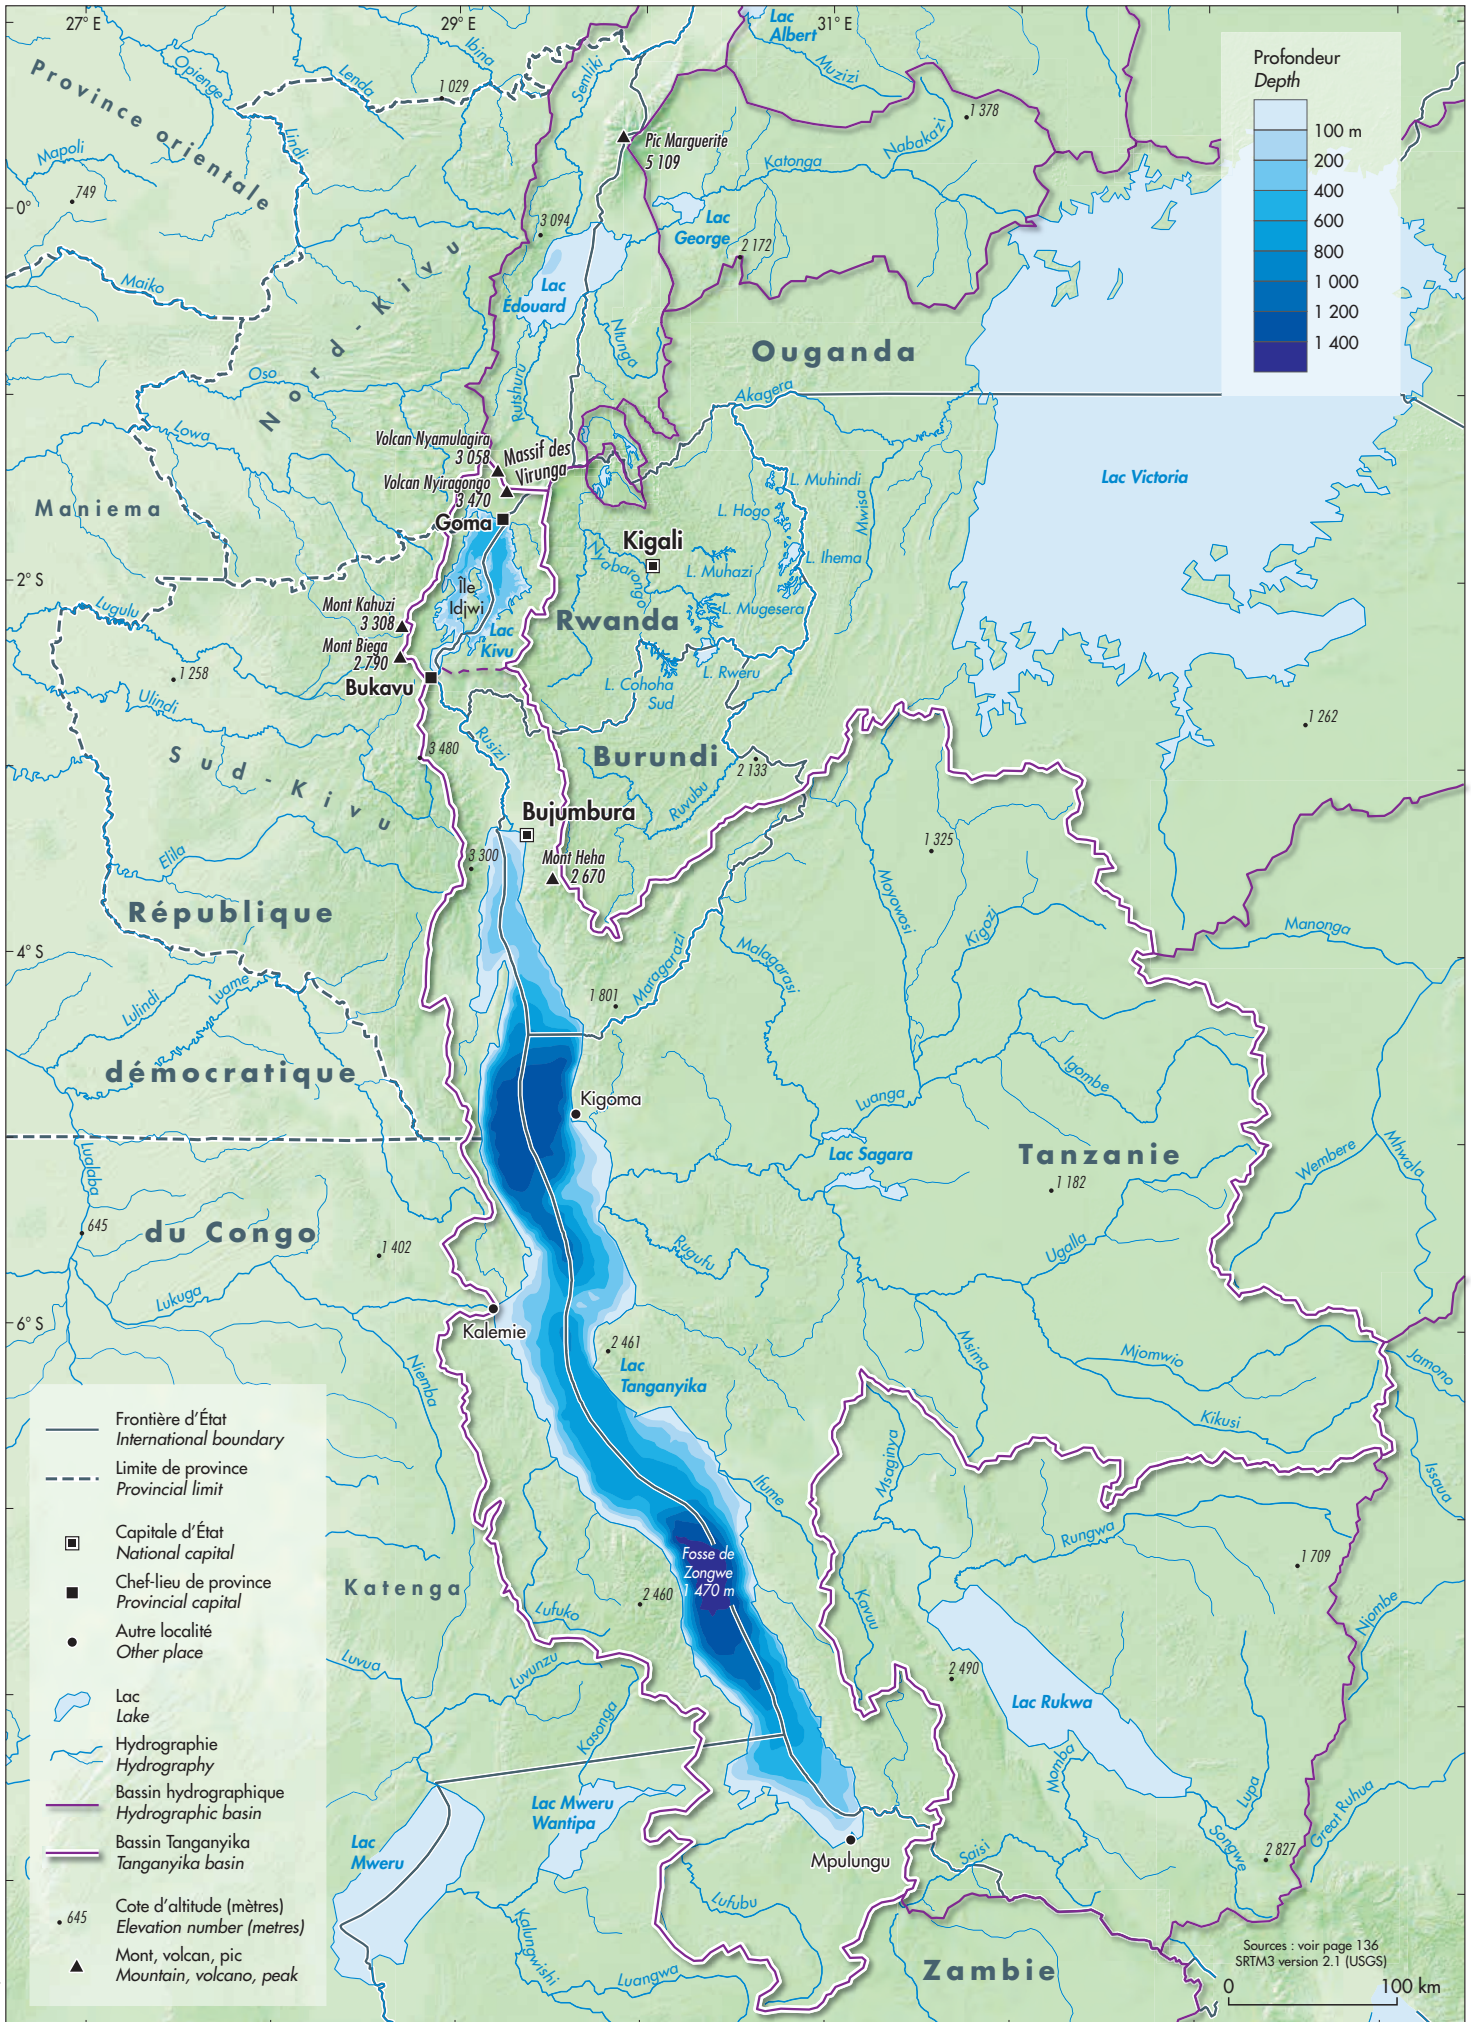 27° E
29° E
31° E
Lac
Albert
Muzizi
Ibina
Semliki
Opienge
Lenda
1 029
Province orientale
Lindi
Mapoli
749
0°
Pic Marguerite
5 109
1 378
Nabakazi
Katonga
Lac
George
2 172
3 094
Lac
Édouard
Maiko
Nord-Kivu
Ntunga
Rutshuru
Ouganda
Akagera
Oso
Lowa
Maniema
Volcan Nyamulagira
3 058
Massif des
Virunga
Volcan Nyiragongo
3 470
Goma
Kigali
L. Muhindi
L. Hogo
Mwisa
L. Ihema
L. Muhazi
Nyabarongo
L. Mugesera
Lac Victoria
2° S
Île
Idjwi
Lac
Kivu
Rwanda
Lugulu
Mont Kahuzi
3 308
Mont Biega
2 790
1 258
Bukavu
Ulindi
L. Cohoha
Sud
L. Rweru
Rusizi
Sud-Kivu
3 480
Burundi
2 133
Ruvubu
1 262
Bujumbura
Elila
3 300
Mont Heha
2 670
1 325
Moyowosi
Kigozi
Manonga
République
4° S
Luame
Lulindi
Maragarazi
Malagarasi
1 801
démocratique
Kigoma
Luanga
Igombe
Lac Sagara
Tanzanie
1 182
Wembere
Mhwala
Lualaba
645
du Congo
1 402
Rugufu
Ugalla
Lukuga
6° S
Kalemie
2 461
Lac
Tanganyika
Niemba
Msima
Mjomwio
Jamono
Kikusi
Issaua
Msaginya
Ifume
Rungwa
1 709
Fosse de
Zongwe
1 470 m
Katenga
2 460
Lufuko
Kavuu
Njombe
Luvua
Luvunzu
2 490
Lac Rukwa
Kasonga
Momba
Lupa
Songwe
Great Ruhua
Lac Mweru
Wantipa
Lac
Mweru
Mpulungu
Saisi
2 827
Lufubu
Kalungwishi
Luangwa
Zambie
Profondeur
Depth
100 m
200
400
600
800
1 000
1 200
1 400
Frontière d'État
International boundary
Limite de province
Provincial limit
Capitale d'État
National capital
Chef-lieu de province
Provincial capital
Autre localité
Other place
Lac
Lake
Hydrographie
Hydrography
Bassin hydrographique
Hydrographic basin
Bassin Tanganyika
Tanganyika basin
645
Cote d'altitude (mètres)
Elevation number (metres)
Mont, volcan, pic
Mountain, volcano, peak
Sources : voir page 136
SRTM3 version 2.1 (USGS)
0
100 km